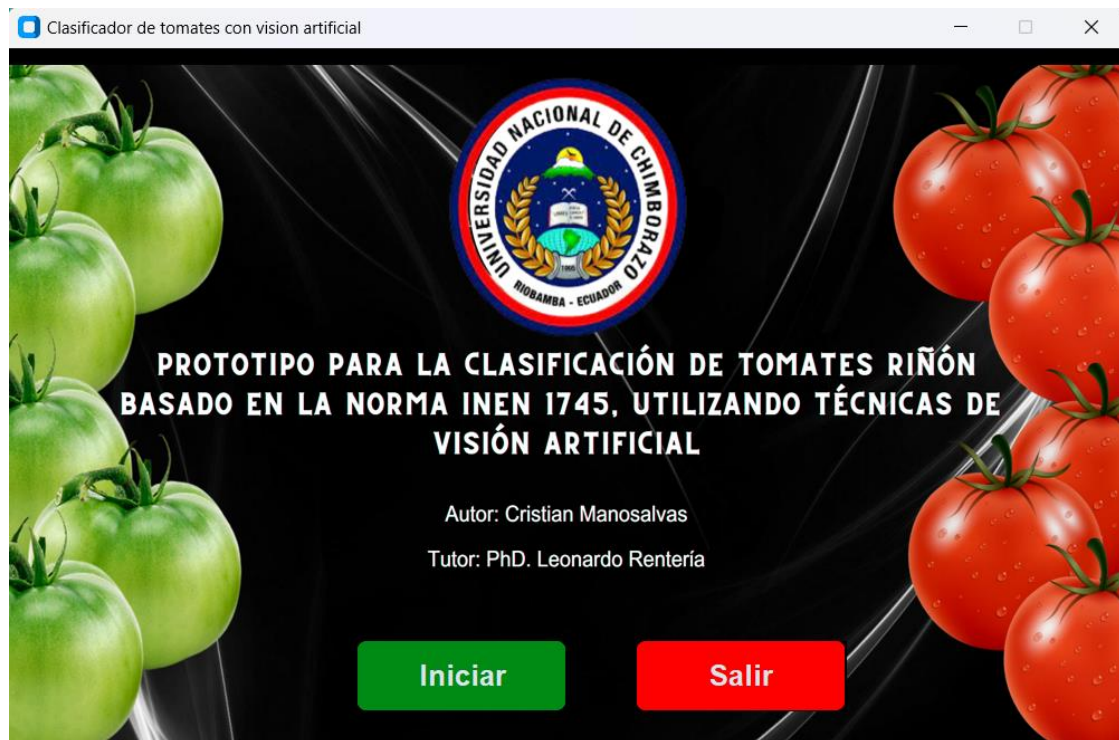 Clasificador de tomates con vision artificial
UNIVERSIDAD NACIONAL DE CHIMBORAZO
1995
RIOBAMBA - ECUADOR
PROTOTIPO PARA LA CLASIFICACIÓN DE TOMATES RIÑÓN
BASADO EN LA NORMA INEN 1745, UTILIZANDO TÉCNICAS DE
VISIÓN ARTIFICIAL
Autor: Cristian Manosalvas
Tutor: PhD. Leonardo Rentería
Iniciar
Salir